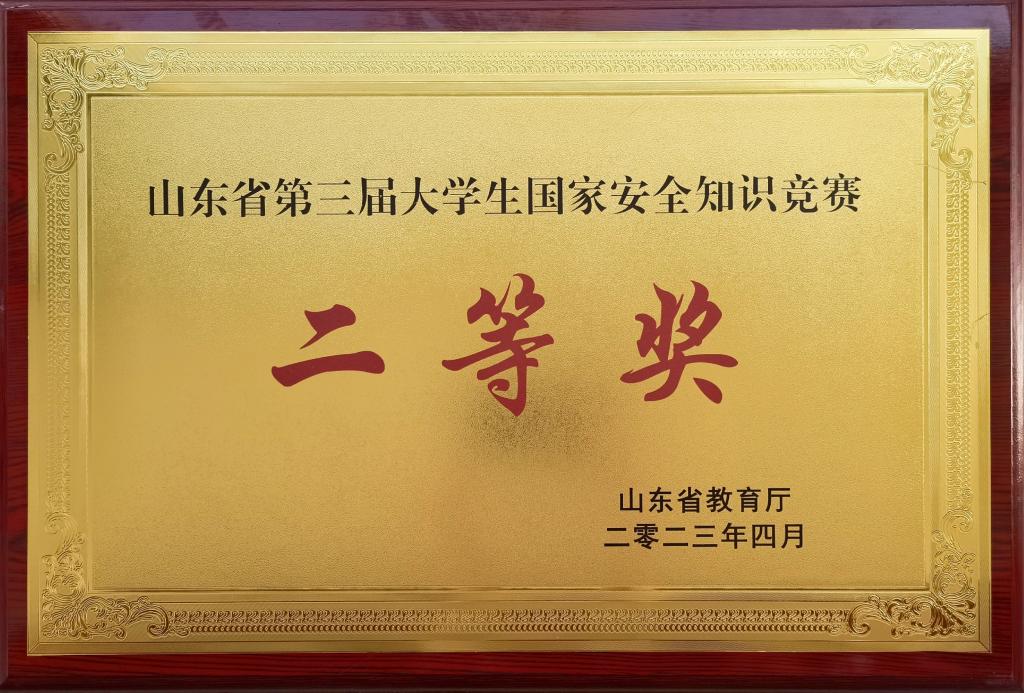 山东省第三届大学生国家安全知识竞赛
二等奖
山东省教育厅
二零二三年四月